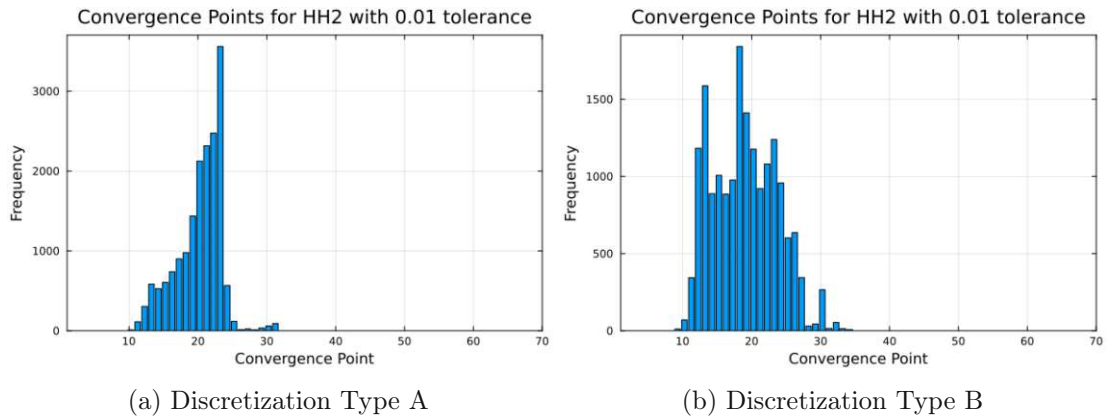 Convergence Points for HH2 with 0.01 tolerance
3000
2000
1000
0
Frequency
10 20 30 40 50 60 70
Convergence Point
(a) Discretization Type A
Convergence Points for HH2 with 0.01 tolerance
1500
1000
500
0
Frequency
10 20 30 40 50 60 70
Convergence Point
(b) Discretization Type B